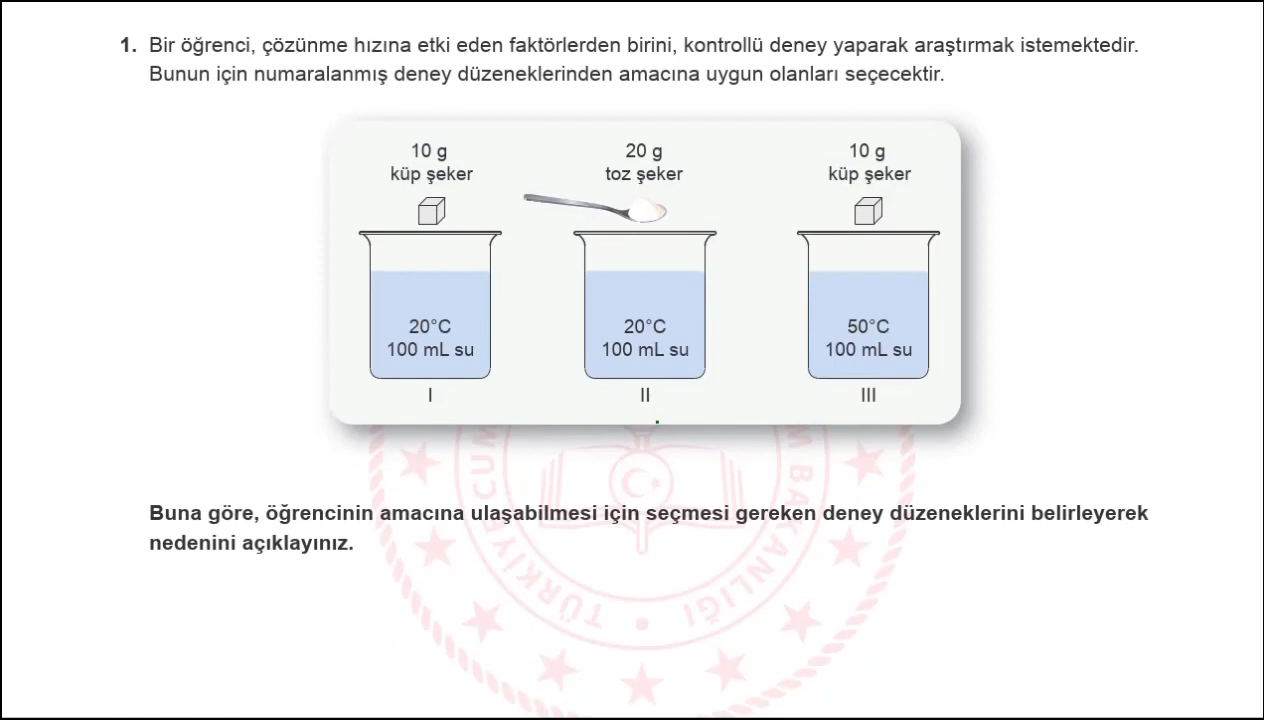 1. Bir öğrenci, çözünme hızına etki eden faktörlerden birini, kontrollü deney yaparak araştırmak istemektedir.
Bunun için numaralanmış deney düzeneklerinden amacına uygun olanları seçecektir.
10 g
küp şeker
20 g
toz şeker
10 g
küp şeker
20°C
100 mL su
20°C
100 mL su
50°C
100 mL su
I
II
III
Buna göre, öğrencinin amacına ulaşabilmesi için seçmesi gereken deney düzeneklerini belirleyerek
nedenini açıklayınız.